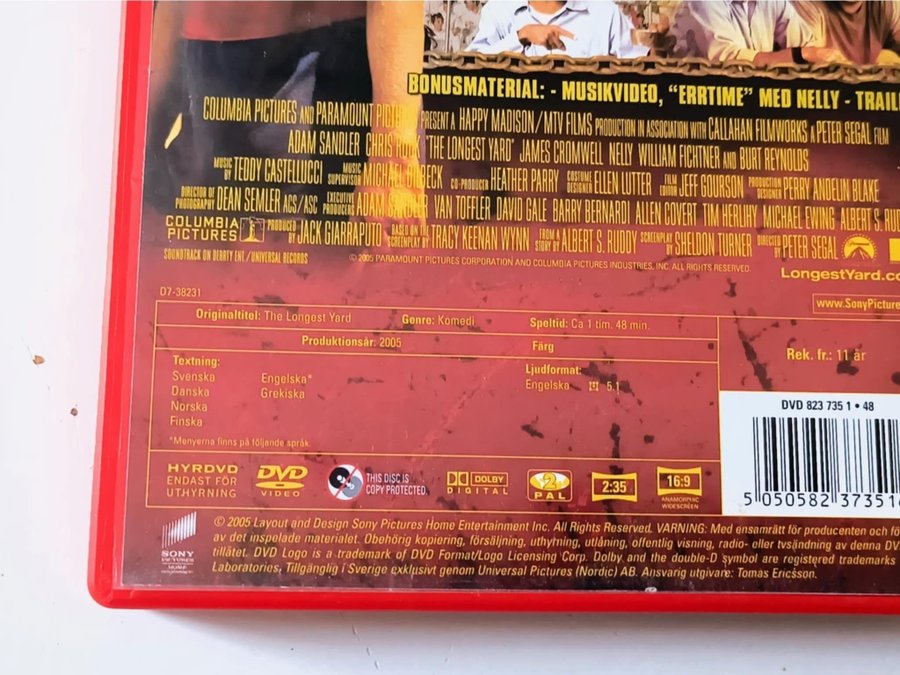 BONUSMATERIAL: - MUSIKVIDEO, "ERRTIME" MED NELLY - TRAIL
COLUMBIA PICTURES AND PARAMOUNT PRESENT A HAPPY MADISON/MTV FILMS PRODUCTION IN ASSOCIATION WITH CALLAHAN FILMWORKS A PETER SEGAL FILM
ADAM SANDLER CHRIS ROCK "THE LONGEST YARD" JAMES CROMWELL NELLY WILLIAM FICHTNER AND BURT REYNOLDS
MUSIC BY TEDDY CASTELLUCCI MUSIC SUPERVISOR MICHAEL CO-PRODUCER HEATHER PARRY COSTUME DESIGNER ELLEN LUTTER FILM EDITOR JEFF GOURSON PRODUCTION DESIGNER PERRY ANDELIN BLAKE
DIRECTOR OF PHOTOGRAPHY DEAN SEMLER ACS/ASC EXECUTIVE PRODUCERS ADAM SANDLER VAN TOFFLER DAVID GALE BARRY BERNARDI ALLEN COVERT TIM HERLIHY MICHAEL EWING ALBERT S. RUDD
COLUMBIA PICTURES PRODUCED BY JACK GIARRAPUTO BASED ON THE SCREENPLAY BY TRACY KEENAN WYNN FROM A STORY BY ALBERT S. RUDDY SCREENPLAY BY SHELDON TURNER DIRECTED BY PETER SEGAL
SOUNDTRACK ON DERRTY ENT./UNIVERSAL RECORDS
© 2005 PARAMOUNT PICTURES CORPORATION AND COLUMBIA PICTURES INDUSTRIES, INC. ALL RIGHTS RESERVED.
LongestYard.co
www.SonyPicture
D7-38231
Originaltitel: The Longest Yard Genre: Komedi Speltid: Ca 1 tim. 48 min.
Produktionsår: 2005 Färg
Rek. fr.: 11 år
Textning:
Svenska Engelska*
Danska Grekiska
Norska
Finska
*Menyerna finns på följande språk.
Ljudformat:
Engelska 5.1
DVD 823 735 1 • 48
5 050582 37351
HYRDVD
ENDAST FÖR
UTHYRNING
DVD
VIDEO
THIS DISC IS
COPY PROTECTED.
DOLBY
DIGITAL
2
PAL
2:35
16:9
ANAMORPHIC
WIDESCREEN
SONY
PICTURES
© 2005 Layout and Design Sony Pictures Home Entertainment Inc. All Rights Reserved. VARNING: Med ensamrätt för producenten och fö
av det inspelade materialet. Obehörig kopiering, försäljning, uthyrning, utlåning, offentlig visning, radio- eller tvsändning av denna DV
tillåtet. DVD Logo is a trademark of DVD Format/Logo Licensing Corp. Dolby and the double-D symbol are registered trademarks
Laboratories, Tillgänglig i Sverige exklusivt genom Universal Pictures (Nordic) AB. Ansvarig utgivare: Tomas Ericsson.